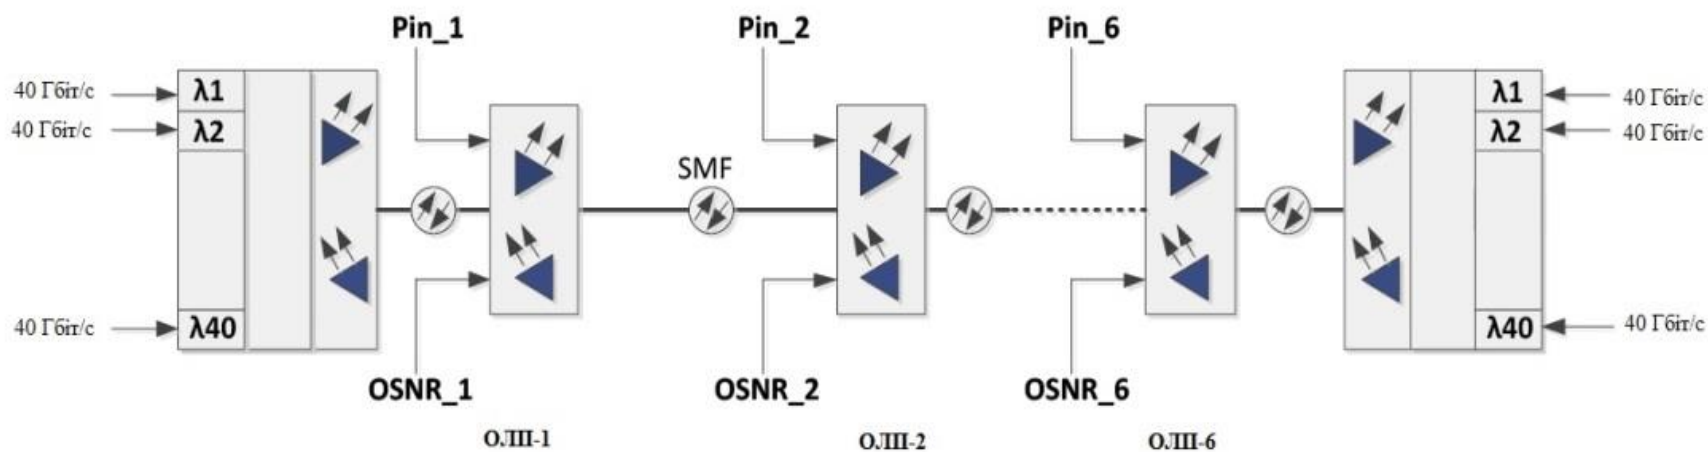 Pin_1 Pin_2 Pin_6
40 Гбіт/с λ1 λ1 40 Гбіт/с
40 Гбіт/с λ2 λ2 40 Гбіт/с
SMF
40 Гбіт/с λ40 λ40 40 Гбіт/с
OSNR_1 OSNR_2 OSNR_6
ОЛП-1 ОЛП-2 ОЛП-6